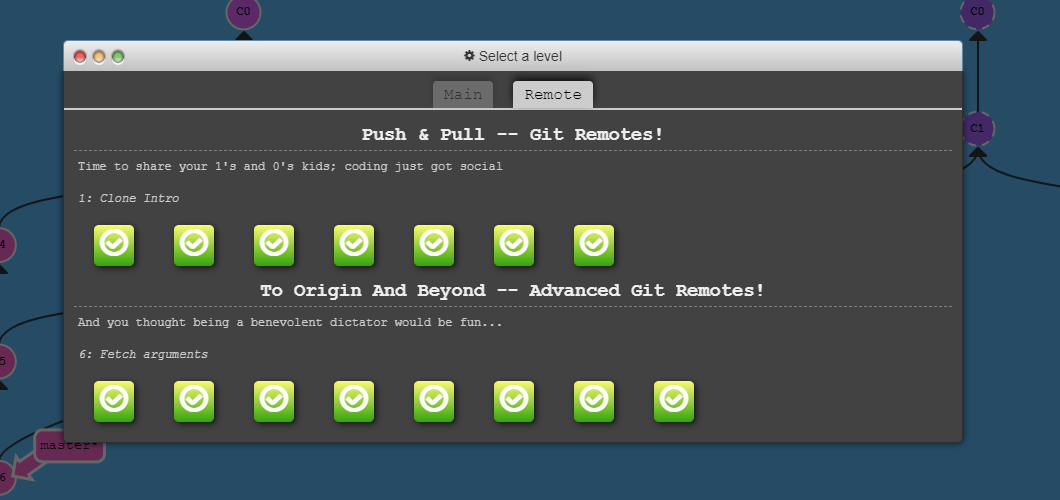 C0
C0
Select a level
Main
Remote
Push & Pull -- Git Remotes!
C1
Time to share your 1's and 0's kids; coding just got social
1: Clone Intro
4
To Origin And Beyond -- Advanced Git Remotes!
And you thought being a benevolent dictator would be fun...
6: Fetch arguments
5
master*
6